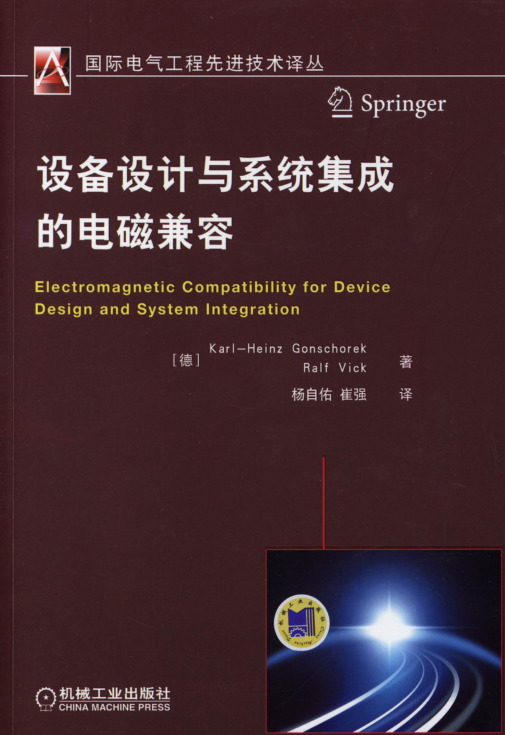 国际电气工程先进技术译丛
Springer
设备设计与系统集成
的电磁兼容
Electromagnetic Compatibility for Device
Design and System Integration
[德] Karl-Heinz Gonschorek
Ralf Vick 著
杨自佑 崔强 译
机械工业出版社
CHINA MACHINE PRESS